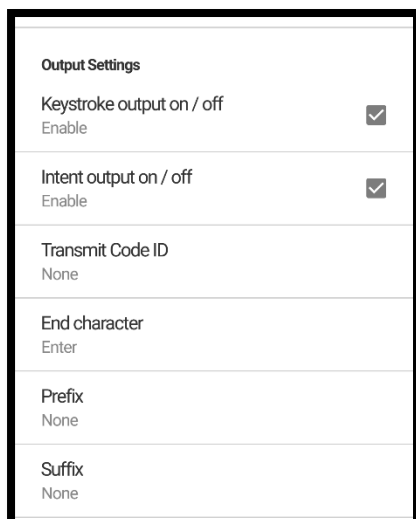 Output Settings
Keystroke output on / off
Enable
Intent output on / off
Enable
Transmit Code ID
None
End character
Enter
Prefix
None
Suffix
None